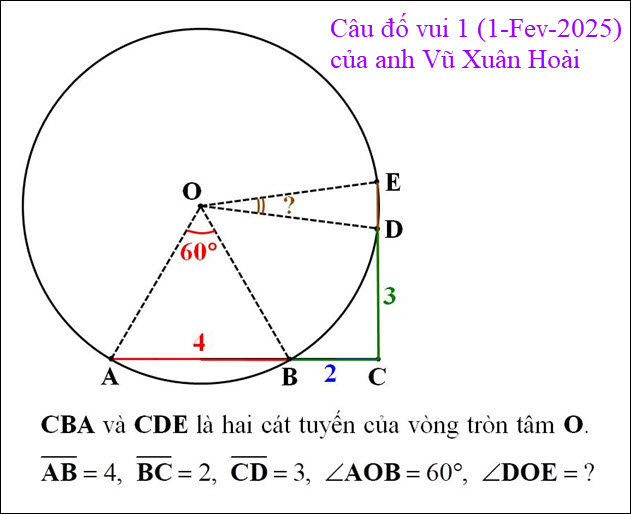 Câu đố vui 1 (1-Fev-2025)
của anh Vũ Xuân Hoài
E
O
?
D
60°
3
4
A
B
2
C
CBA và CDE là hai cát tuyến của vòng tròn tâm O.
AB = 4, BC = 2, CD = 3, ∠AOB = 60°, ∠DOE = ?